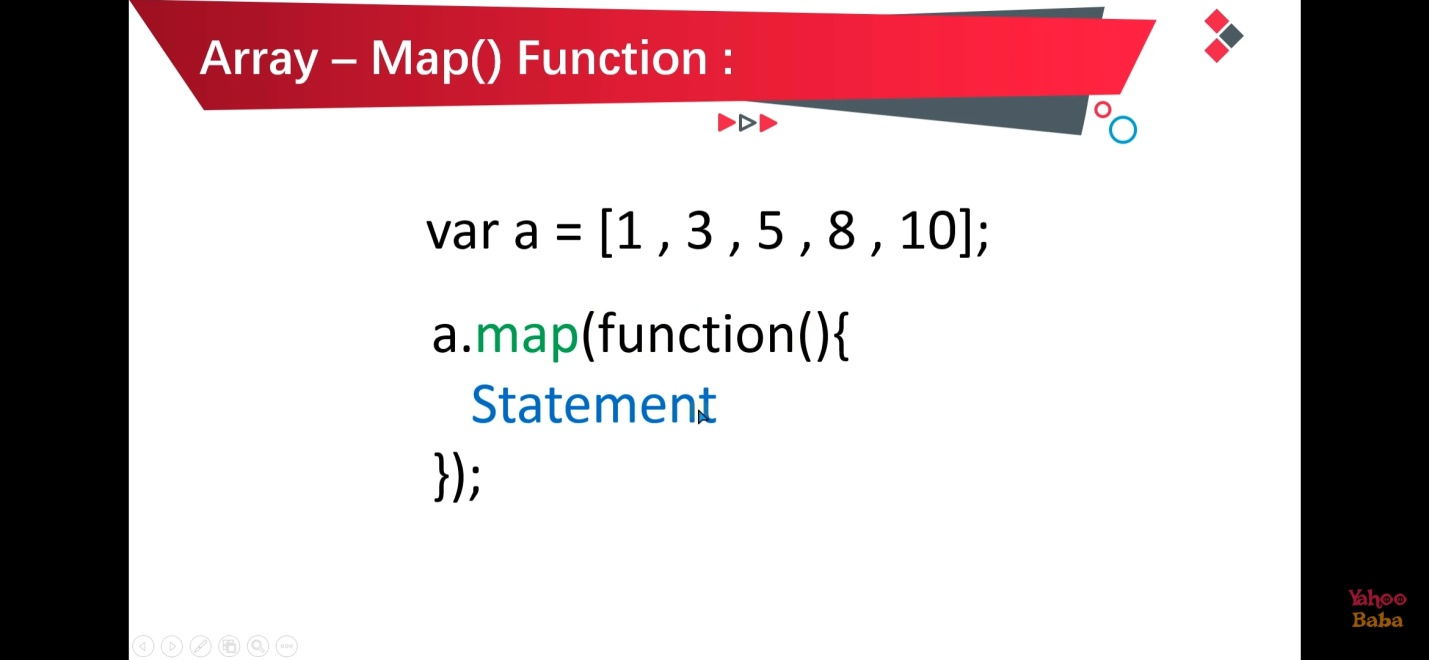 Array – Map() Function :
var a = [1 , 3 , 5 , 8 , 10];
a.map(function(){
Statement
});
Yahoo
Baba